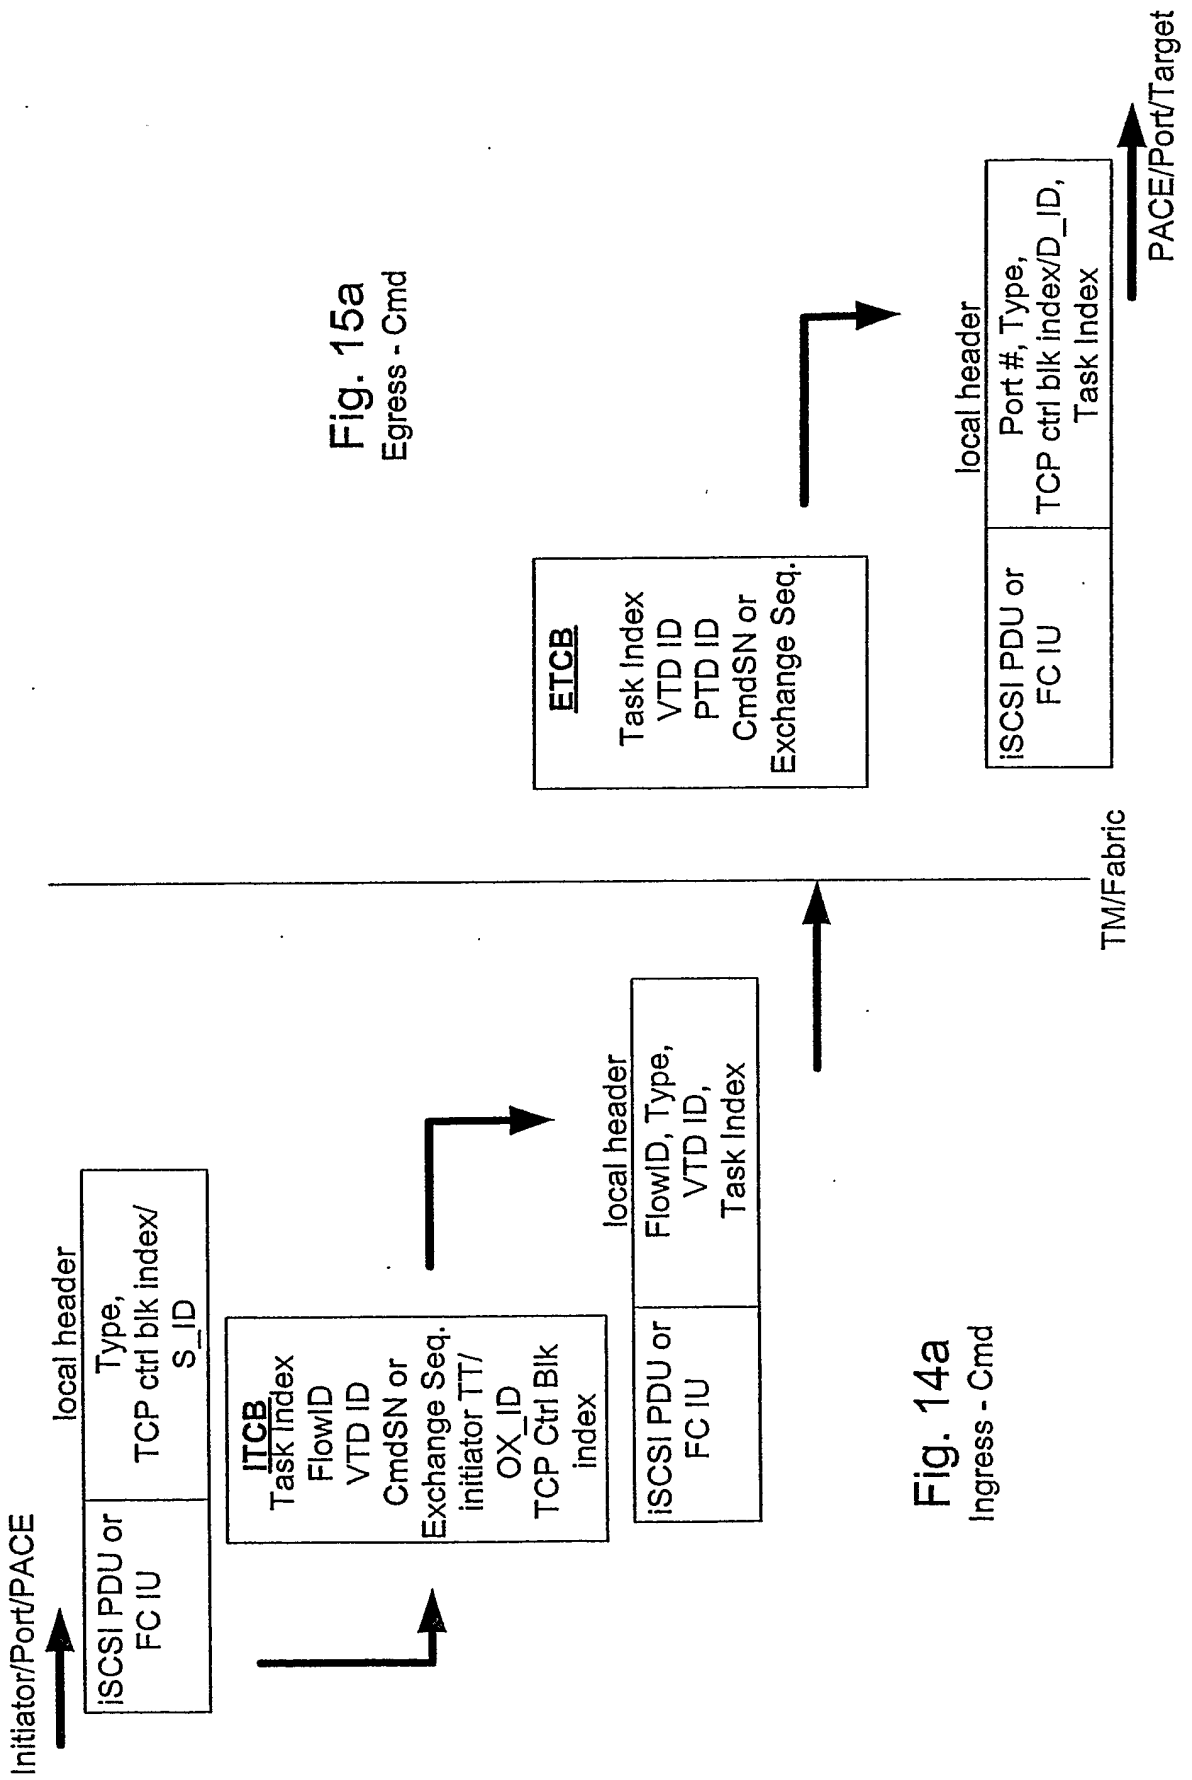 Initiator/Port/PACE
local header
iSCSI PDU or
FC IU
Type,
TCP ctrl blk index/
S_ID
ITCB
Task Index
FlowID
VTD ID
CmdSN or
Exchange Seq.
initiator TT/
OX_ID
TCP Ctrl Blk
index
local header
iSCSI PDU or
FC IU
FlowID, Type,
VTD ID,
Task Index
Fig. 14a
Ingress - Cmd
TM/Fabric
Fig. 15a
Egress - Cmd
ETCB
Task Index
VTD ID
PTD ID
CmdSN or
Exchange Seq.
local header
iSCSI PDU or
FC IU
Port #, Type,
TCP ctrl blk index/D_ID,
Task Index
PACE/Port/Target